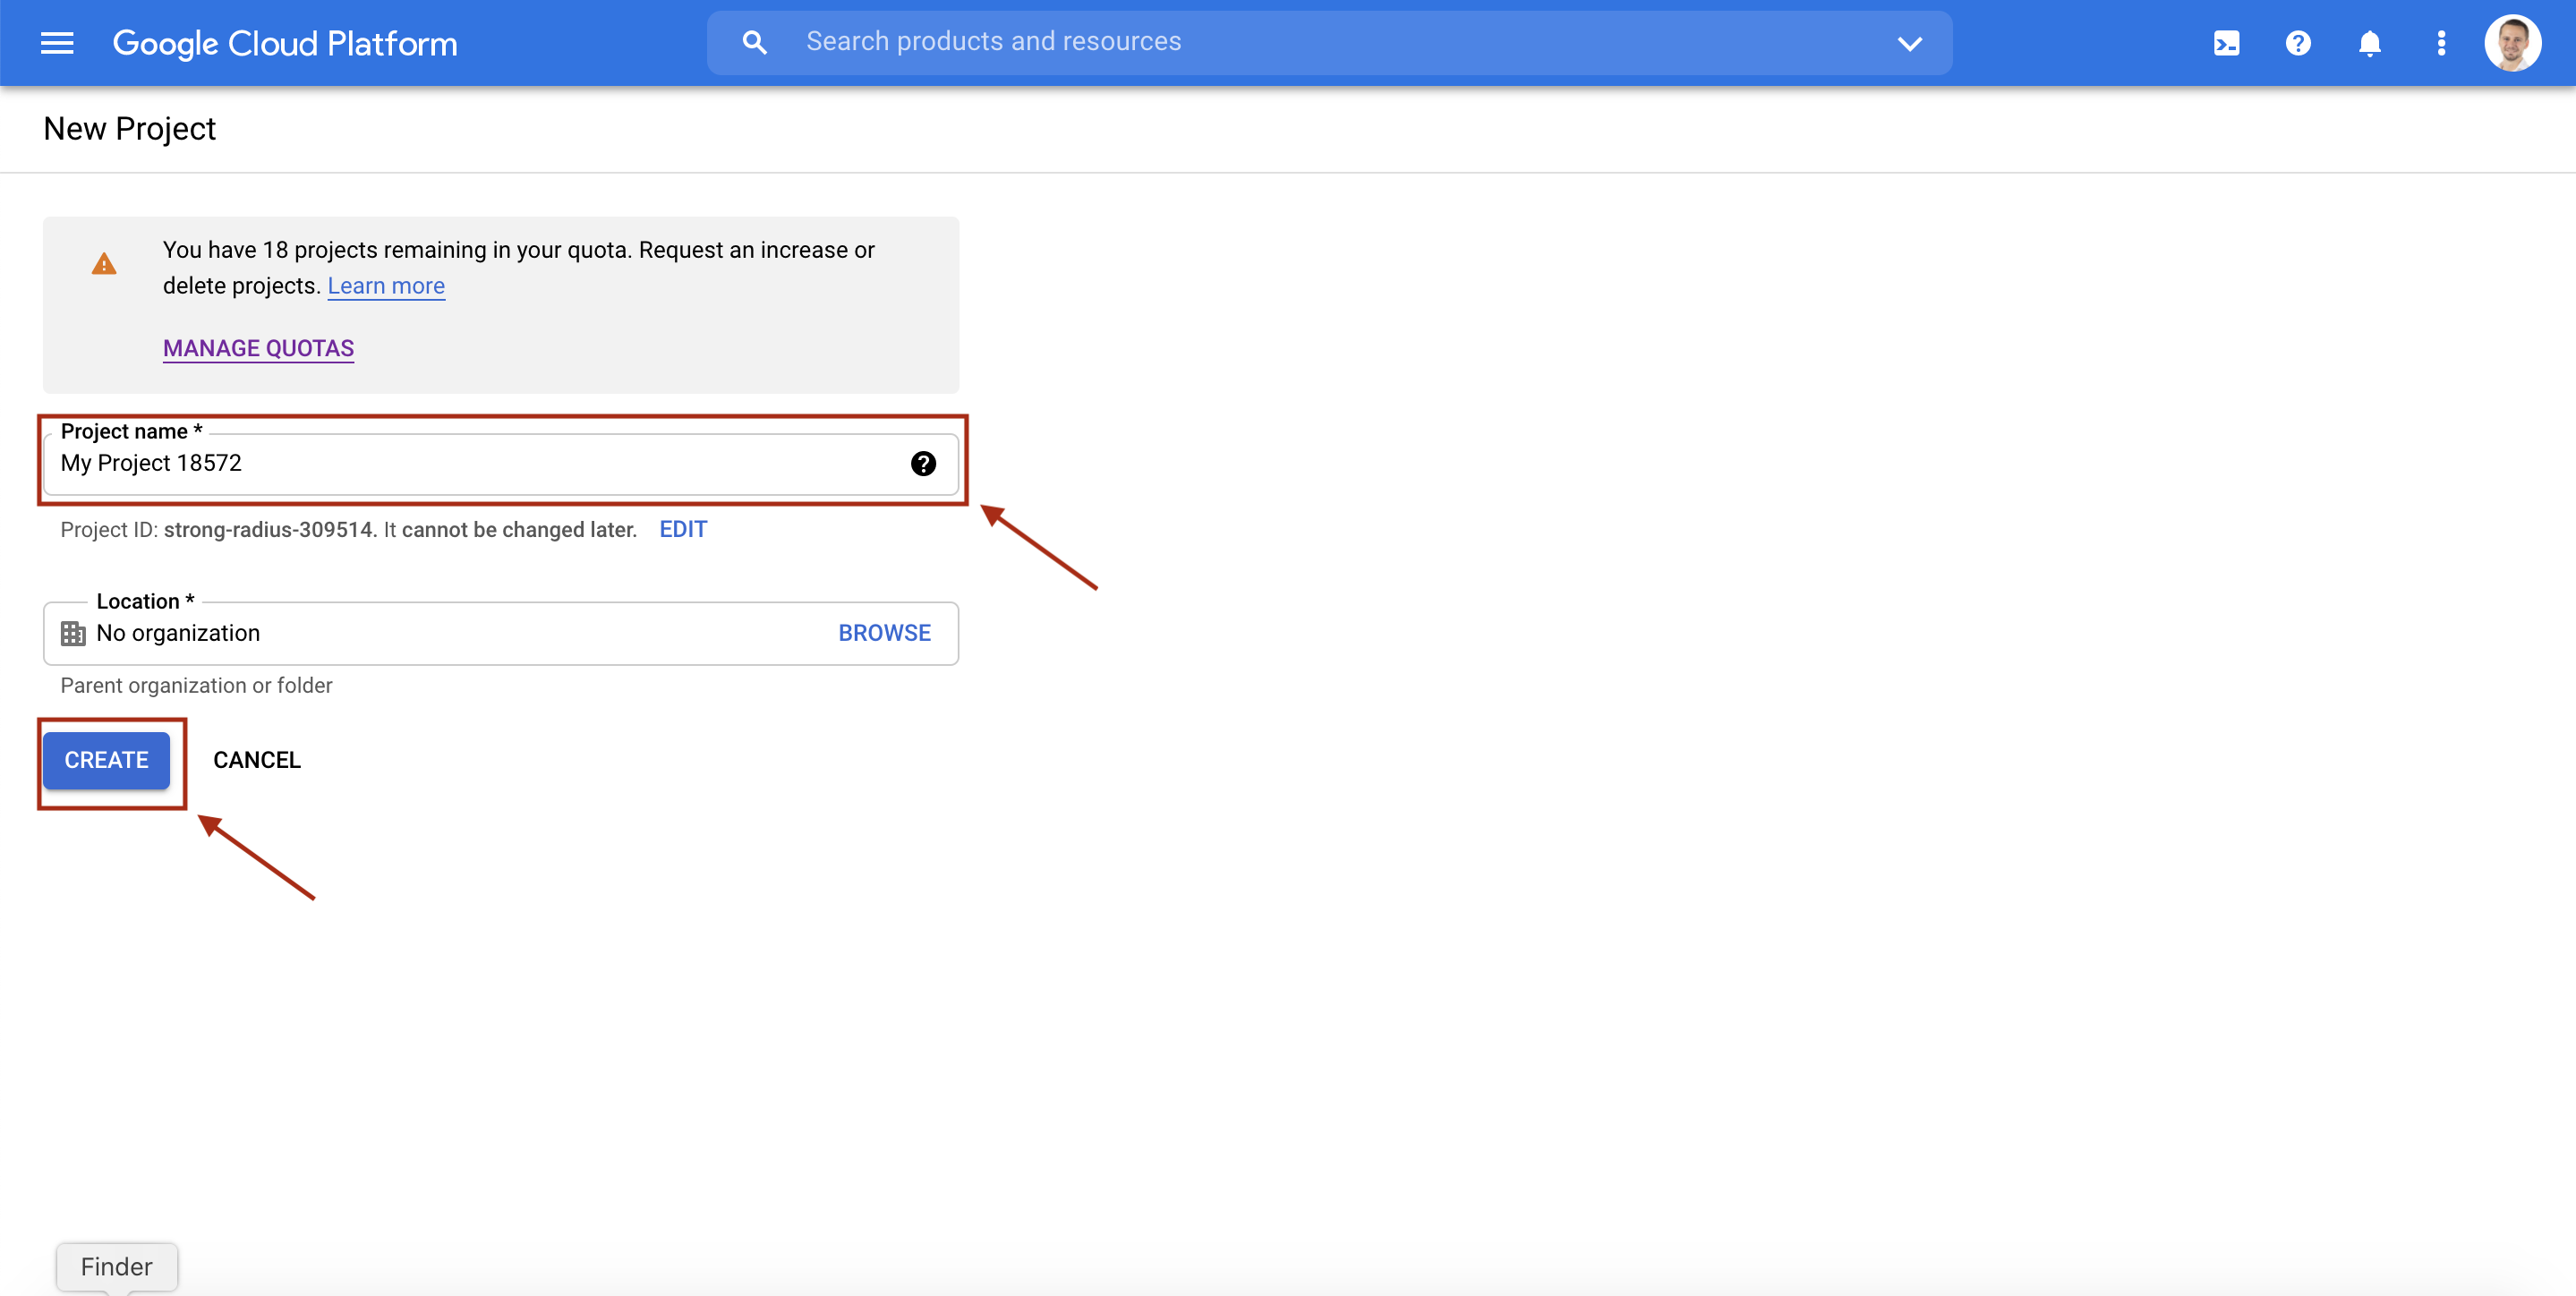 Google Cloud Platform
Search products and resources
New Project
You have 18 projects remaining in your quota. Request an increase or
delete projects. Learn more
MANAGE QUOTAS
Project name *
My Project 18572
Project ID: strong-radius-309514. It cannot be changed later. EDIT
Location *
No organization BROWSE
Parent organization or folder
CREATE CANCEL
Finder